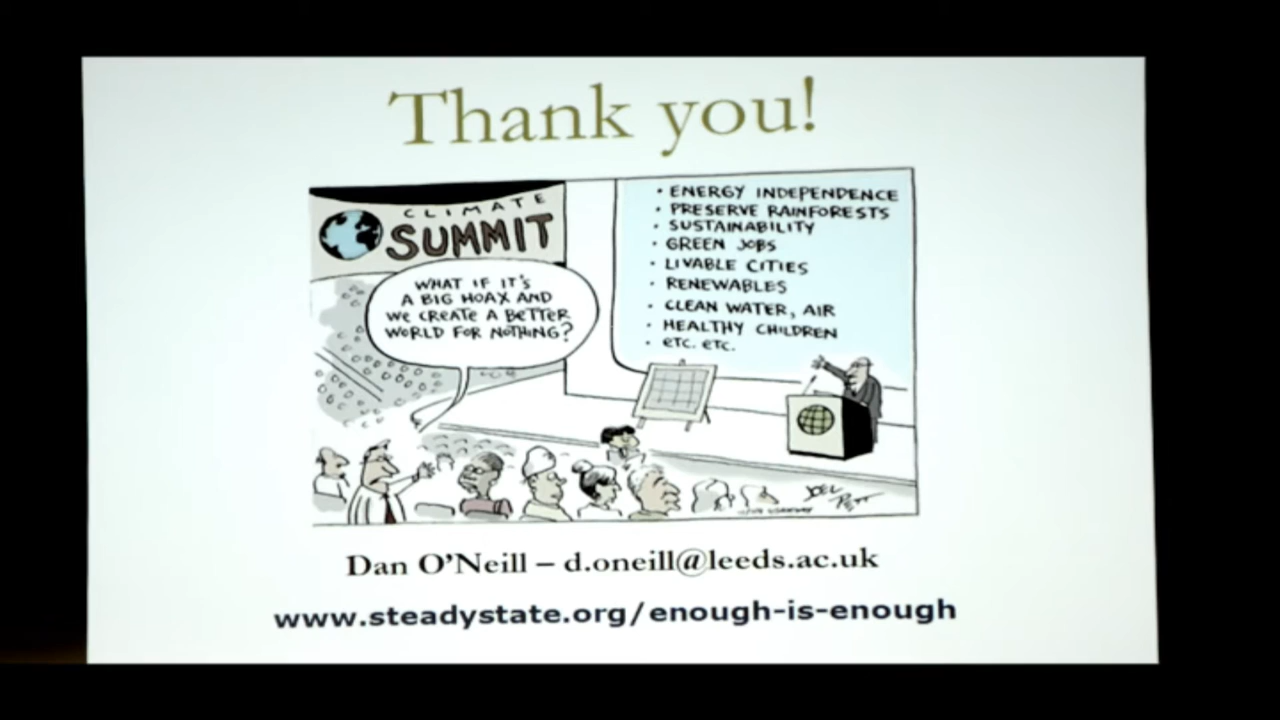 Thank you!
CLIMATE
SUMMIT
WHAT IF IT'S
A BIG HOAX AND
WE CREATE A BETTER
WORLD FOR NOTHING?
• ENERGY INDEPENDENCE
• PRESERVE RAINFORESTS
• SUSTAINABILITY
• GREEN JOBS
• LIVABLE CITIES
• RENEWABLES
• CLEAN WATER, AIR
• HEALTHY CHILDREN
• ETC. ETC.
JOEL
PETT
Dan O'Neill – d.oneill@leeds.ac.uk
www.steadystate.org/enough-is-enough